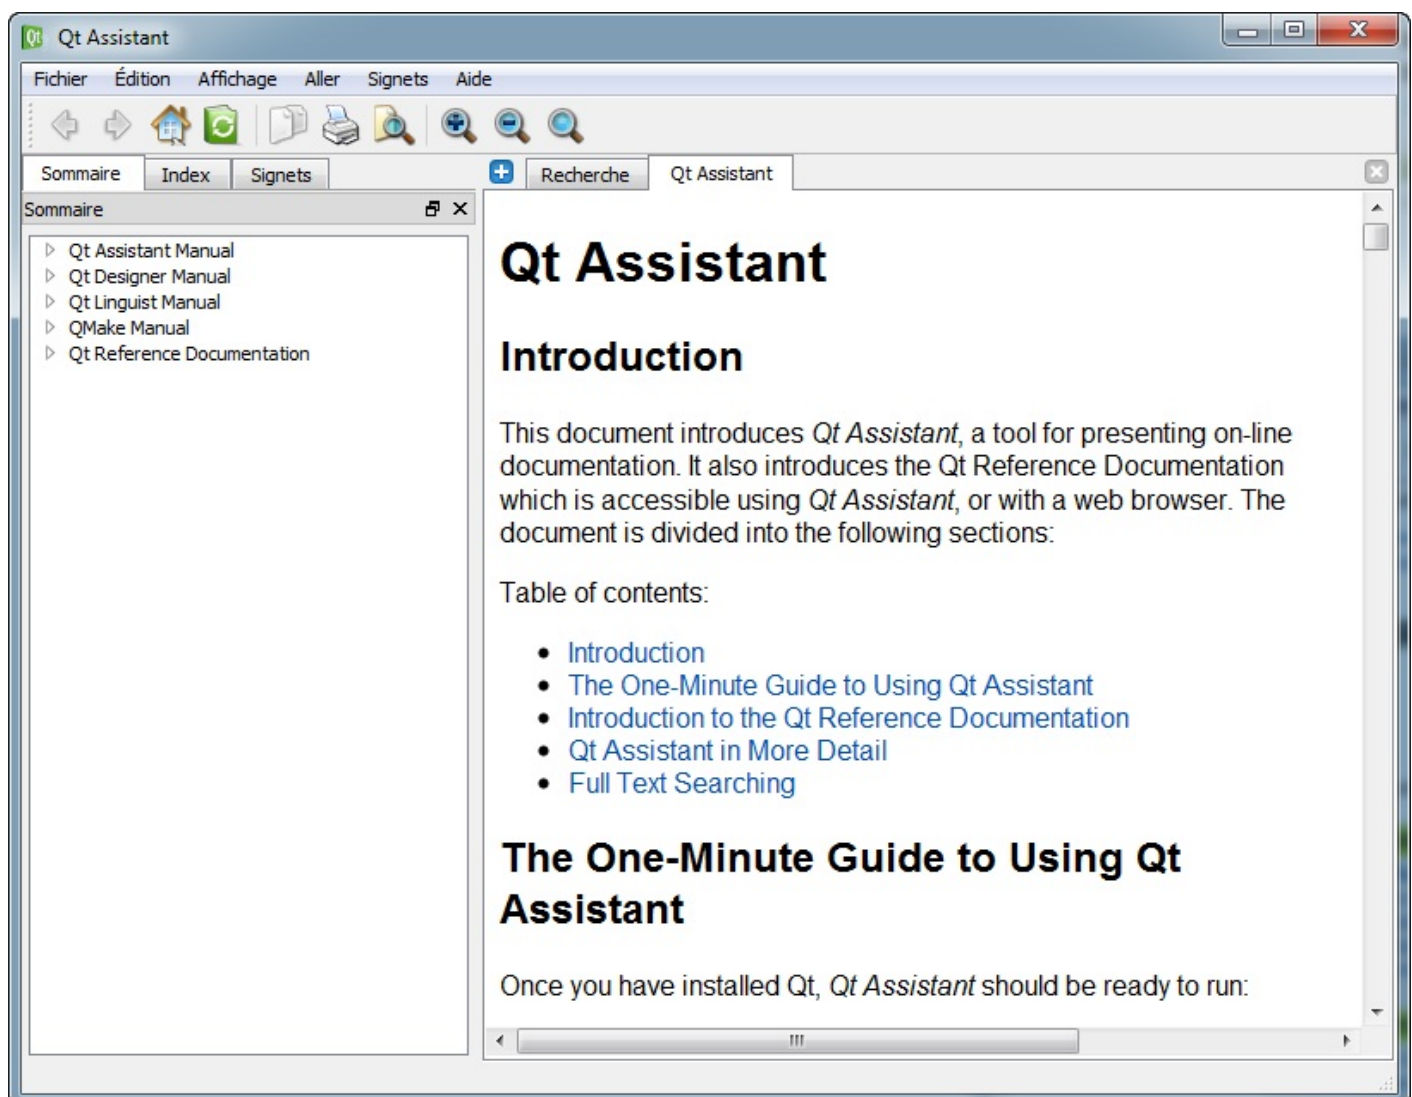 Qt Assistant
Fichier Édition Affichage Aller Signets Aide
Sommaire Index Signets
Sommaire
Qt Assistant Manual
Qt Designer Manual
Qt Linguist Manual
QMake Manual
Qt Reference Documentation
Recherche Qt Assistant
Qt Assistant
Introduction
This document introduces Qt Assistant, a tool for presenting on-line
documentation. It also introduces the Qt Reference Documentation
which is accessible using Qt Assistant, or with a web browser. The
document is divided into the following sections:
Table of contents:
• Introduction
• The One-Minute Guide to Using Qt Assistant
• Introduction to the Qt Reference Documentation
• Qt Assistant in More Detail
• Full Text Searching
The One-Minute Guide to Using Qt
Assistant
Once you have installed Qt, Qt Assistant should be ready to run: